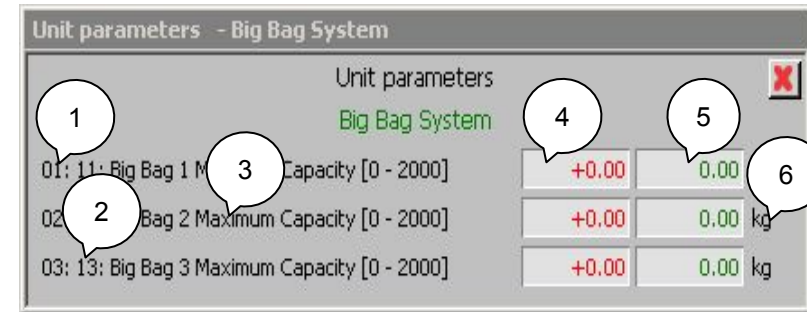 Unit parameters - Big Bag System
Unit parameters
Big Bag System
1 4 5
01: 11: Big Bag 1 M 3 Capacity [0 - 2000] +0.00 0.00 6
02 2 Bag 2 Maximum Capacity [0 - 2000] +0.00 0.00 kg
03: 13: Big Bag 3 Maximum Capacity [0 - 2000] +0.00 0.00 kg